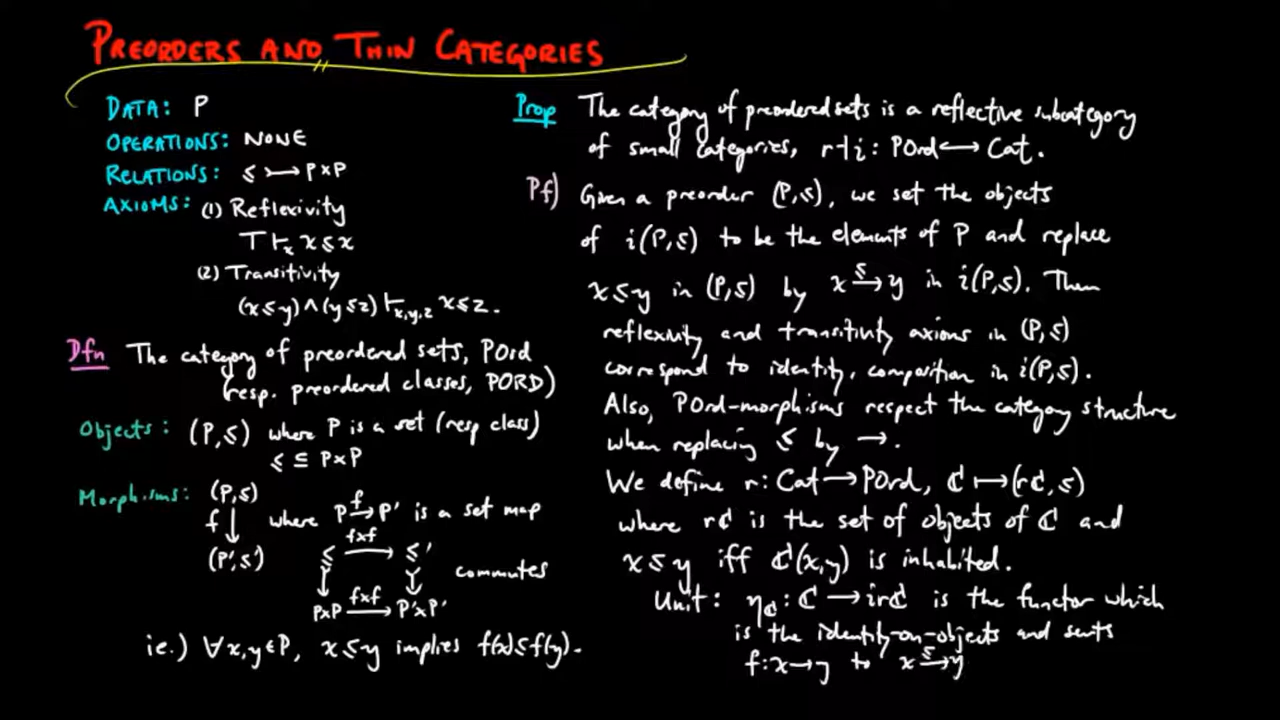 PREORDERS AND THIN CATEGORIES
DATA: P
OPERATIONS: NONE
RELATIONS: ≤ ↣ P×P
AXIOMS: (1) Reflexivity
⊤ ⊢ₓ x≤x
(2) Transitivity
(x≤y)∧(y≤z) ⊢x,y,z x≤z.
Dfn The category of preordered sets, POrd
(resp. preordered classes, PORD)
Objects: (P,≤) where P is a set (resp class)
≤ ⊆ P×P
Morphisms: (P,≤)
f ↓ where P →f P' is a set map
(P',≤')
≤ →f×f ≤'
commutes
P×P →f×f P'×P'
ie.) ∀x,y∈P, x≤y implies f(x)≤f(y).
Prop The category of preordered sets is a reflective subcategory
of small categories, r⊣i: POrd ↪ Cat.
Pf) Given a preorder (P,≤), we set the objects
of i(P,≤) to be the elements of P and replace
x≤y in (P,≤) by x →≤ y in i(P,≤). Then
reflexivity and transitivity axioms in (P,≤)
correspond to identity, composition in i(P,≤).
Also, POrd-morphisms respect the category structure
when replacing ≤ by →.
We define r: Cat → POrd, ℂ ↦ (rℂ,≤)
where rℂ is the set of objects of ℂ and
x≤y iff ℂ(x,y) is inhabited.
Unit: ηℂ: ℂ → irℂ is the functor which
is the identity-on-objects and sents
f: x→y to x →≤ y